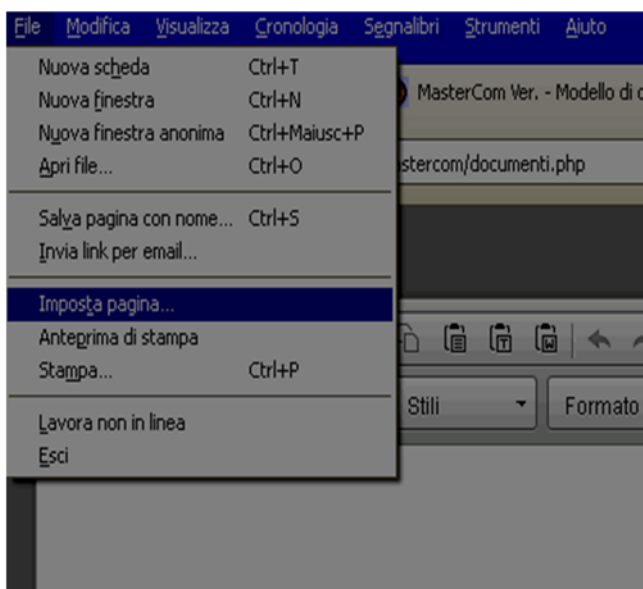 File Modifica Visualizza Cronologia Segnalibri Strumenti Aiuto
Nuova scheda Ctrl+T
Nuova finestra Ctrl+N
Nuova finestra anonima Ctrl+Maiusc+P
Apri file... Ctrl+O
Salva pagina con nome... Ctrl+S
Invia link per email...
Imposta pagina...
Anteprima di stampa
Stampa... Ctrl+P
Lavora non in linea
Esci
MasterCom Ver. - Modello di
stercom/documenti.php
Stili Formato